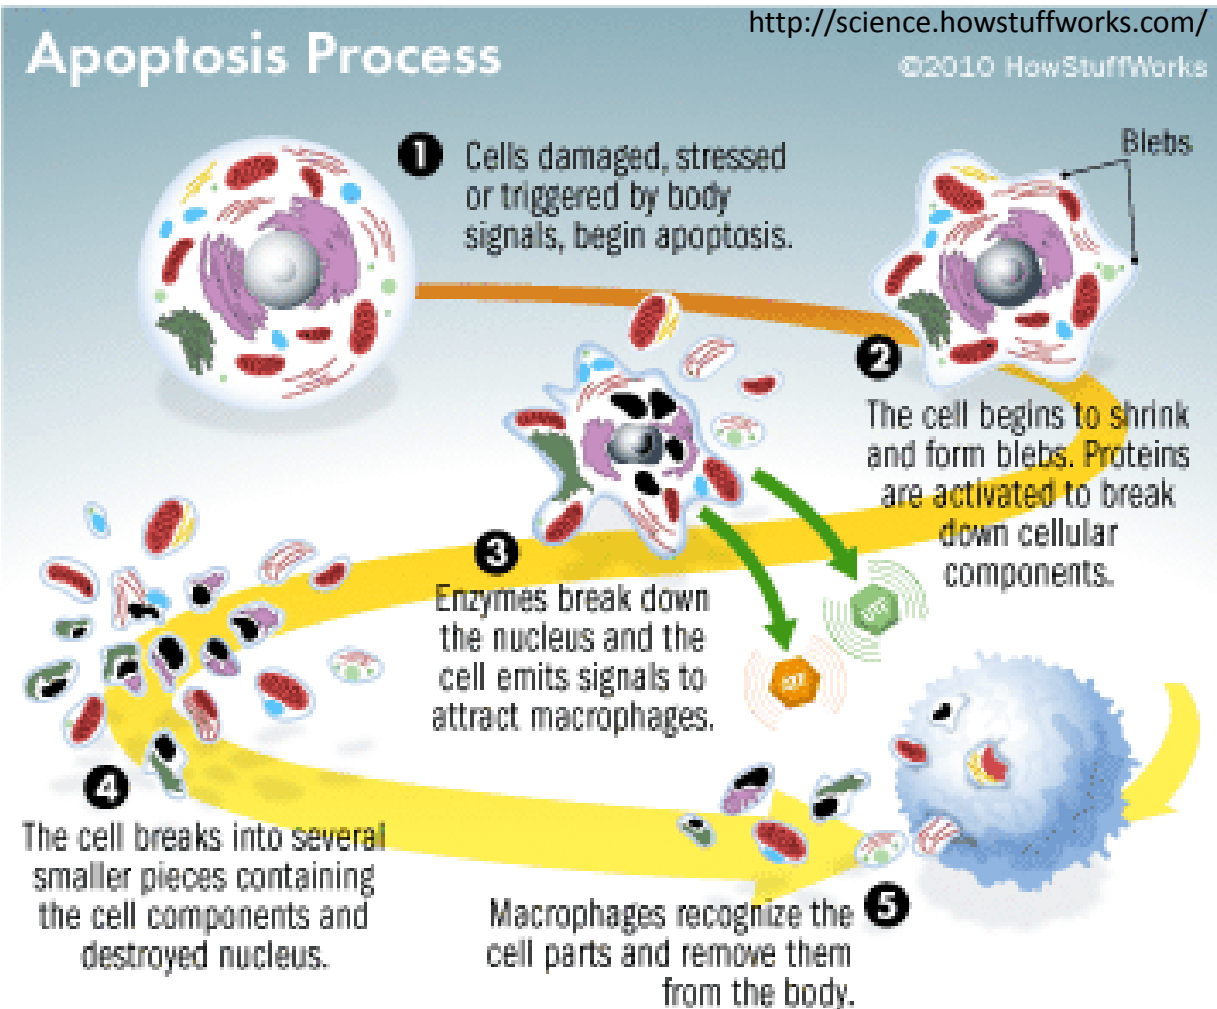 http://science.howstuffworks.com/
Apoptosis Process
©2010 HowStuffWorks
1 Cells damaged, stressed
or triggered by body
signals, begin apoptosis.
Blebs
2
The cell begins to shrink
and form blebs. Proteins
are activated to break
down cellular
components.
3
Enzymes break down
the nucleus and the
cell emits signals to
attract macrophages.
4
The cell breaks into several
smaller pieces containing
the cell components and
destroyed nucleus.
5
Macrophages recognize the
cell parts and remove them
from the body.